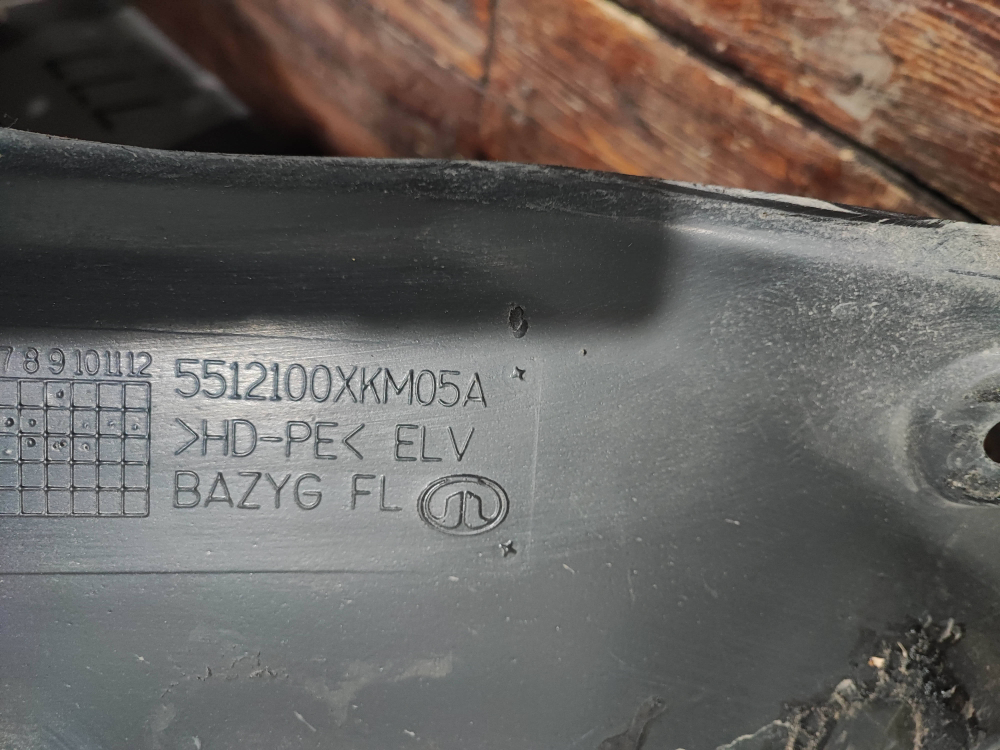 7 8 9 10 11 12
5512100XKM05A
>HD-PE< ELV
BAZYG FL